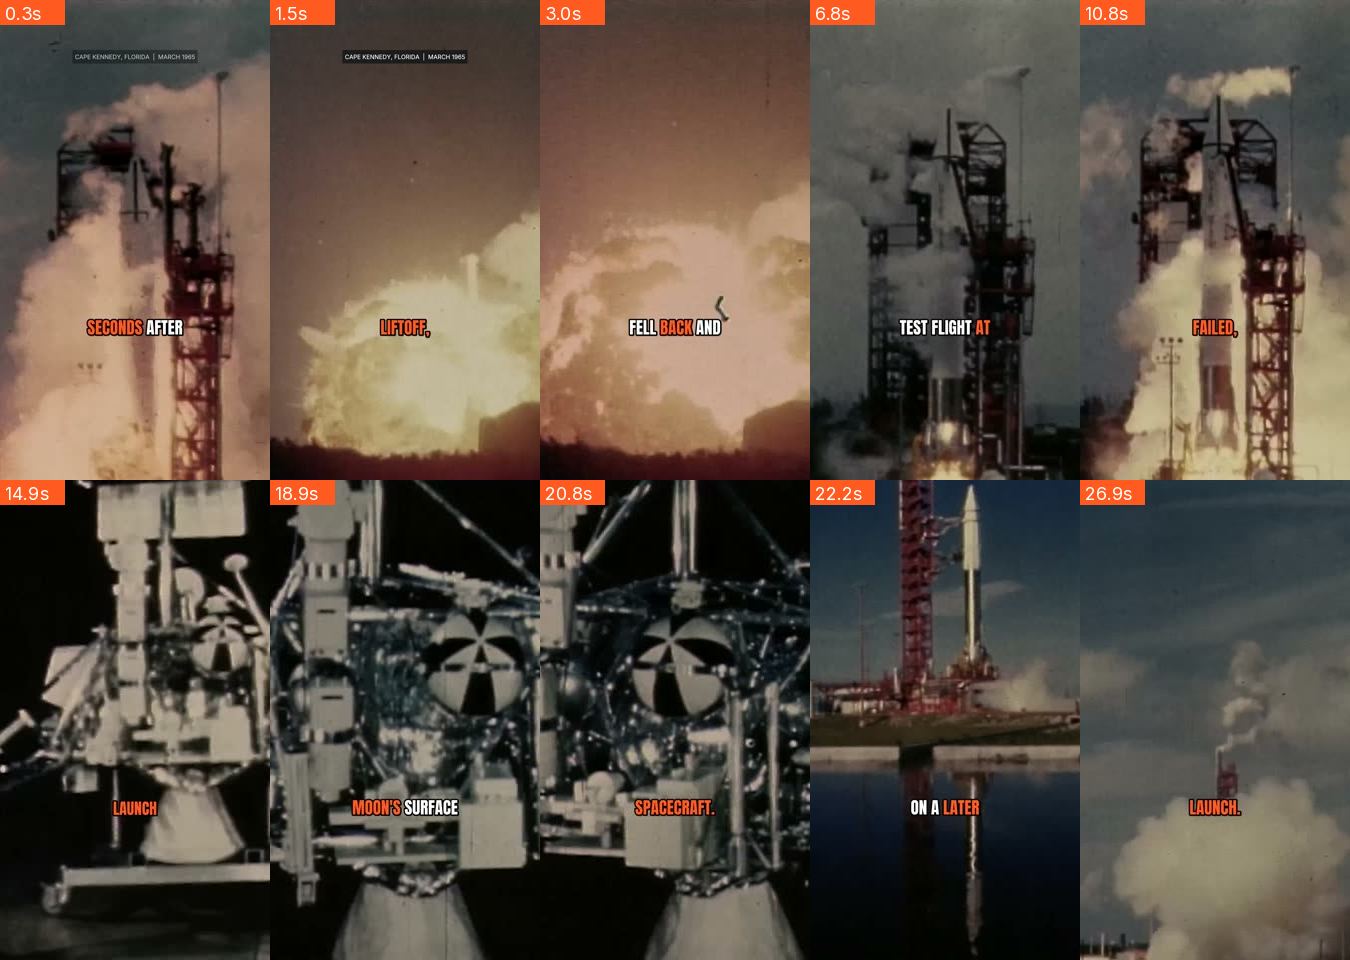 0.3s
CAPE KENNEDY, FLORIDA | MARCH 1965
SECONDS AFTER
1.5s
CAPE KENNEDY, FLORIDA | MARCH 1965
LIFTOFF,
3.0s
FELL BACK AND
6.8s
TEST FLIGHT AT
10.8s
FAILED,
14.9s
LAUNCH
18.9s
MOON'S SURFACE
20.8s
SPACECRAFT.
22.2s
ON A LATER
26.9s
LAUNCH.